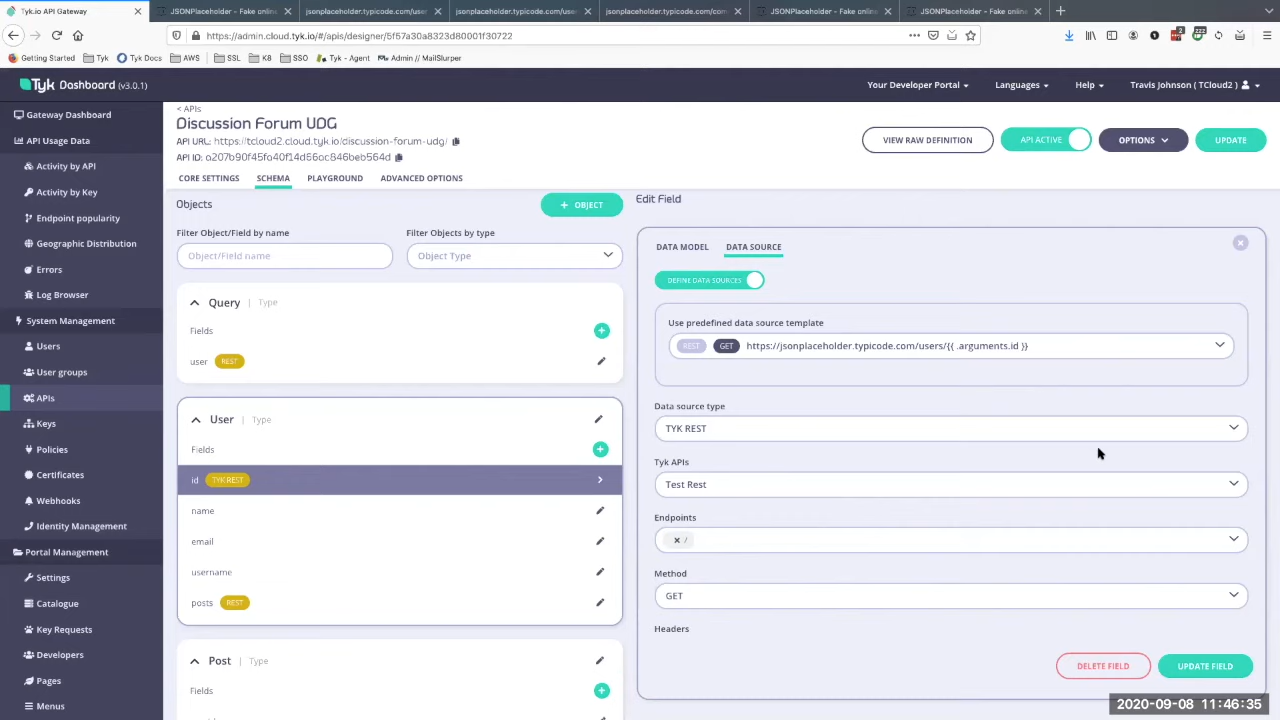 Tyk.io API Gateway
JSONPlaceholder - Fake online
jsonplaceholder.typicode.com/use
jsonplaceholder.typicode.com/use
jsonplaceholder.typicode.com/com
JSONPlaceholder - Fake online
JSONPlaceholder - Fake online
https://admin.cloud.tyk.io/#/apis/designer/5f57a30a8323d80001f30722
Getting Started
Tyk
Tyk Docs
AWS
SSL
K8
SSO
Tyk - Agent
Admin // MailSlurper
Tyk Dashboard (v3.0.1)
Your Developer Portal
Languages
Help
Travis Johnson ( TCloud2 )
Gateway Dashboard
API Usage Data
Activity by API
Activity by Key
Endpoint popularity
Geographic Distribution
Errors
Log Browser
System Management
Users
User groups
APIs
Keys
Policies
Certificates
Webhooks
Identity Management
Portal Management
Settings
Catalogue
Key Requests
Developers
Pages
Menus
< APIs
Discussion Forum UDG
API URL: https://tcloud2.cloud.tyk.io/discussion-forum-udg/
API ID: a207b90f45fa40f14d66ac846beb564d
VIEW RAW DEFINITION
API ACTIVE
OPTIONS
UPDATE
CORE SETTINGS
SCHEMA
PLAYGROUND
ADVANCED OPTIONS
Objects
+ OBJECT
Filter Object/Field by name
Object/Field name
Filter Objects by type
Object Type
Query | Type
Fields
user REST
User | Type
Fields
id TYK REST
name
email
username
posts REST
Post | Type
Fields
Edit Field
DATA MODEL
DATA SOURCE
DEFINE DATA SOURCES
Use predefined data source template
REST GET https://jsonplaceholder.typicode.com/users/{{ .arguments.id }}
Data source type
TYK REST
Tyk APIs
Test Rest
Endpoints
× /
Method
GET
Headers
DELETE FIELD
UPDATE FIELD
2020-09-08 11:46:35